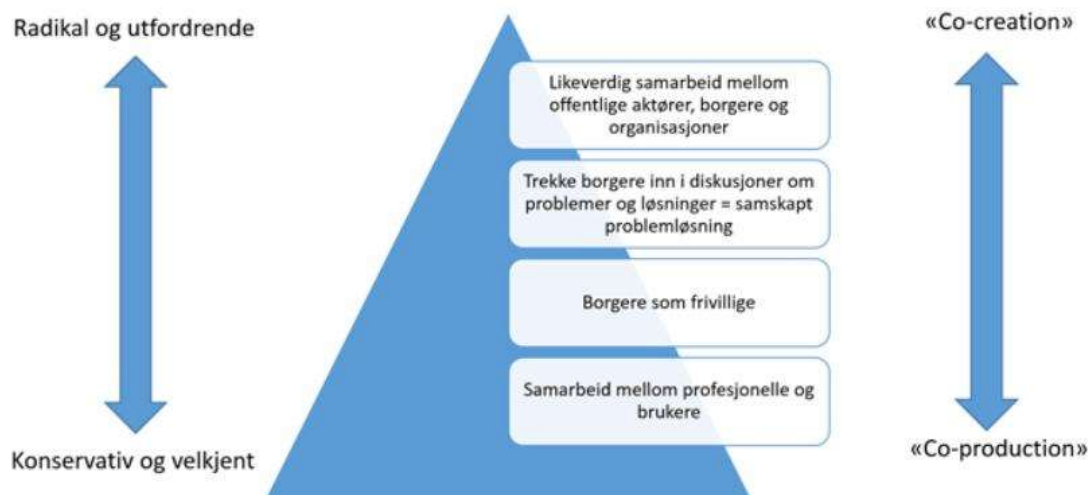 Radikal og utfordrende
«Co-creation»
Likeverdig samarbeid mellom
offentlige aktører, borgere og
organisasjoner
Trekke borgere inn i diskusjoner om
problemer og løsninger = samskapt
problemløsning
Borgere som frivillige
Samarbeid mellom profesjonelle og
brukere
Konservativ og velkjent
«Co-production»